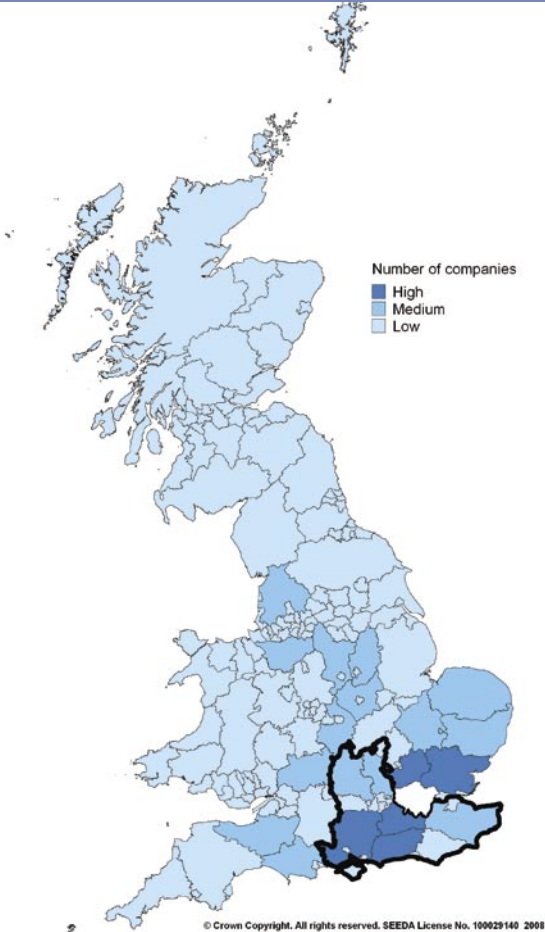 Number of companies
High
Medium
Low
© Crown Copyright. All rights reserved. SEEDA License No. 100029140 2008